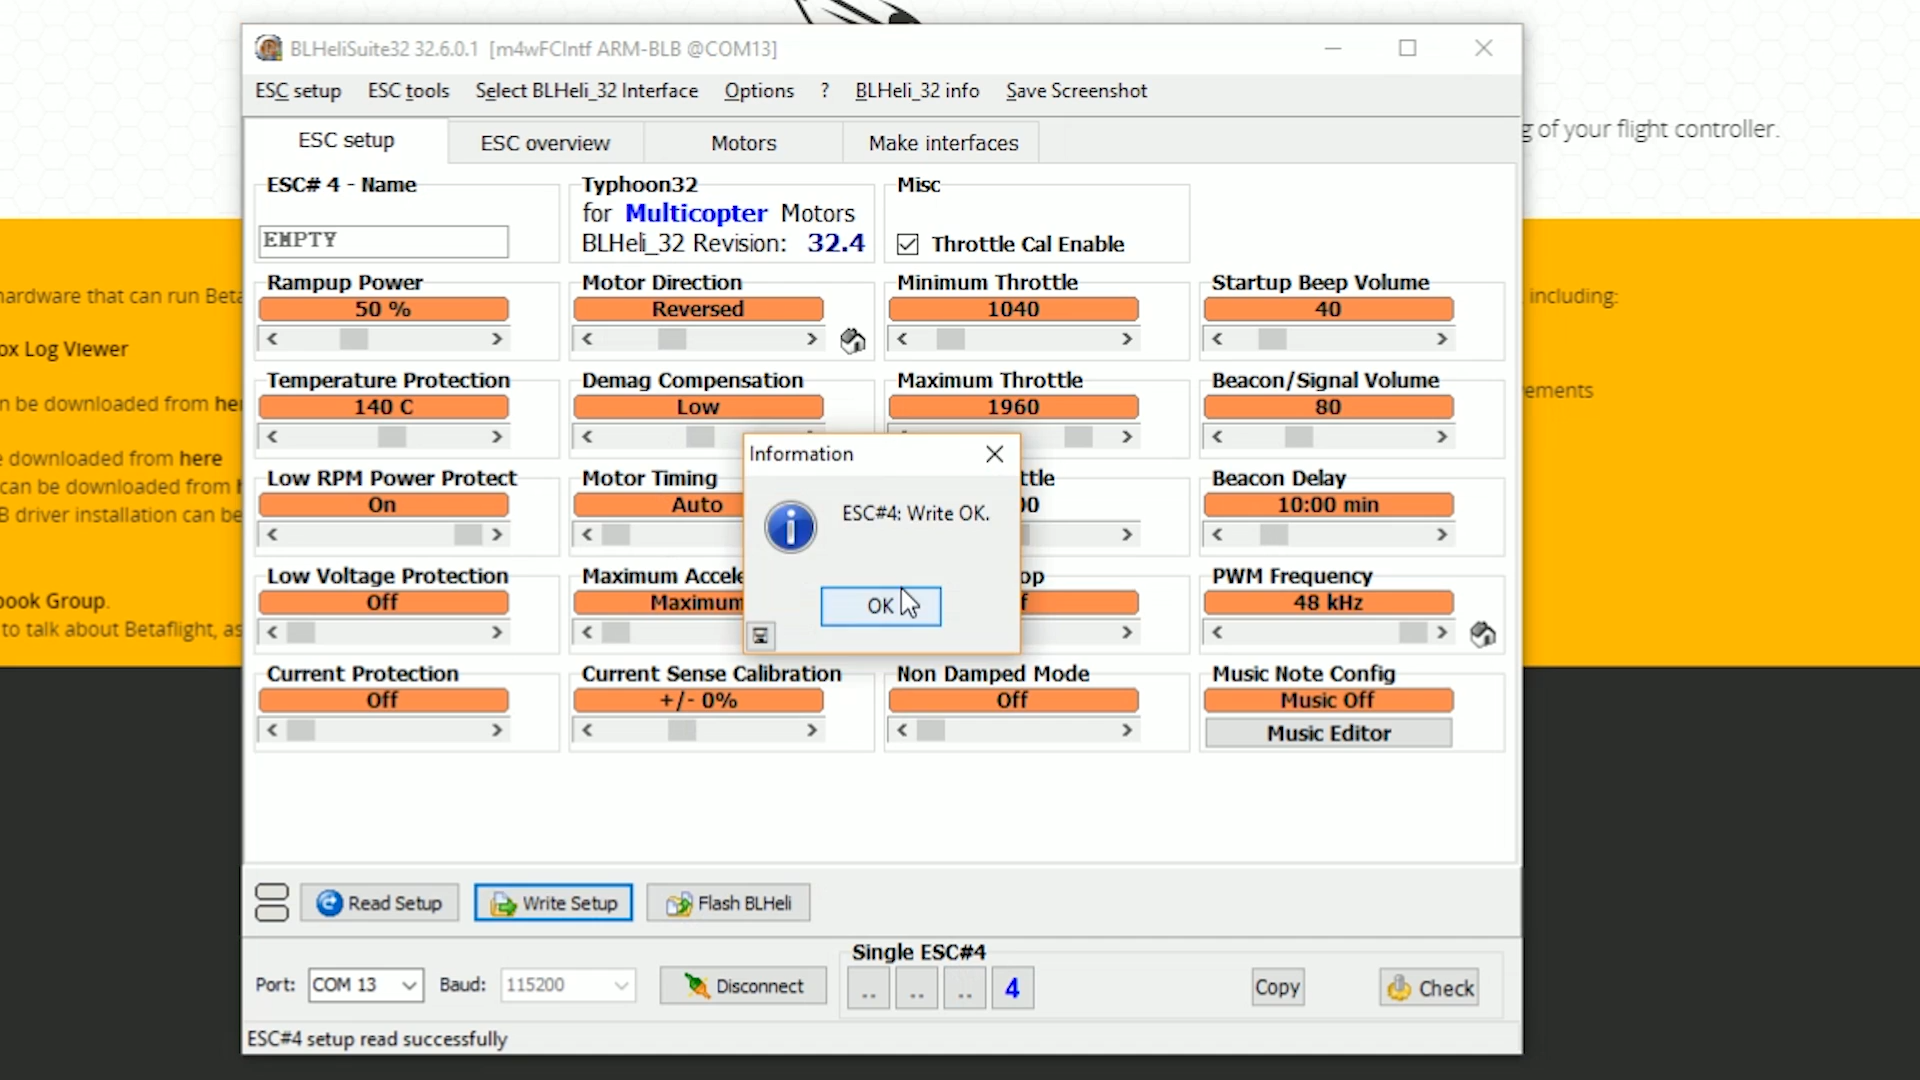 BLHeliSuite32 32.6.0.1 [m4wFCIntf ARM-BLB @COM13]
ESC setup ESC tools Select BLHeli_32 Interface Options ? BLHeli_32 info Save Screenshot
ESC setup ESC overview Motors Make interfaces
g of your flight controller.
ESC# 4 - Name
EMPTY
Typhoon32
for Multicopter Motors
BLHeli_32 Revision: 32.4
Misc
Throttle Cal Enable
Rampup Power
50 %
Motor Direction
Reversed
Minimum Throttle
1040
Startup Beep Volume
40
Temperature Protection
140 C
Demag Compensation
Low
Maximum Throttle
1960
Beacon/Signal Volume
80
Low RPM Power Protect
On
Motor Timing
Auto
ttle
Beacon Delay
10:00 min
Low Voltage Protection
Off
Maximum Accele
Maximum
op
f
PWM Frequency
48 kHz
Current Protection
Off
Current Sense Calibration
+/- 0%
Non Damped Mode
Off
Music Note Config
Music Off
Music Editor
Information
ESC#4: Write OK.
OK
Read Setup Write Setup Flash BLHeli
Single ESC#4
Port: COM 13 Baud: 115200 Disconnect .. .. .. 4 Copy Check
ESC#4 setup read successfully
hardware that can run Beta
including:
ox Log Viewer
n be downloaded from her
ements
e downloaded from here
can be downloaded from h
B driver installation can be
book Group.
to talk about Betaflight, as